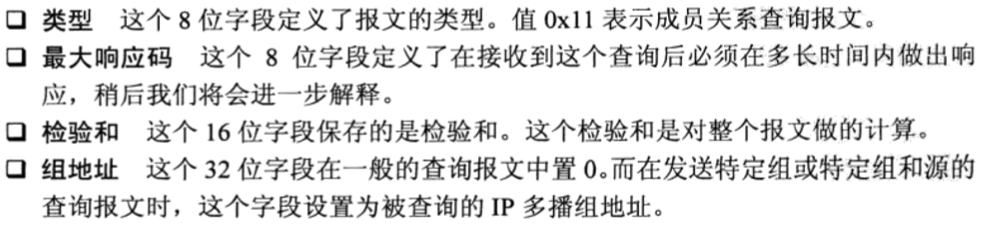 ❑ 类型 这个 8 位字段定义了报文的类型。值 0x11 表示成员关系查询报文。
❑ 最大响应码 这个 8 位字段定义了在接收到这个查询后必须在多长时间内做出响
应，稍后我们将会进一步解释。
❑ 检验和 这个 16 位字段保存的是检验和。这个检验和是对整个报文做的计算。
❑ 组地址 这个 32 位字段在一般的查询报文中置 0。而在发送特定组或特定组和源的
查询报文时，这个字段设置为被查询的 IP 多播组地址。